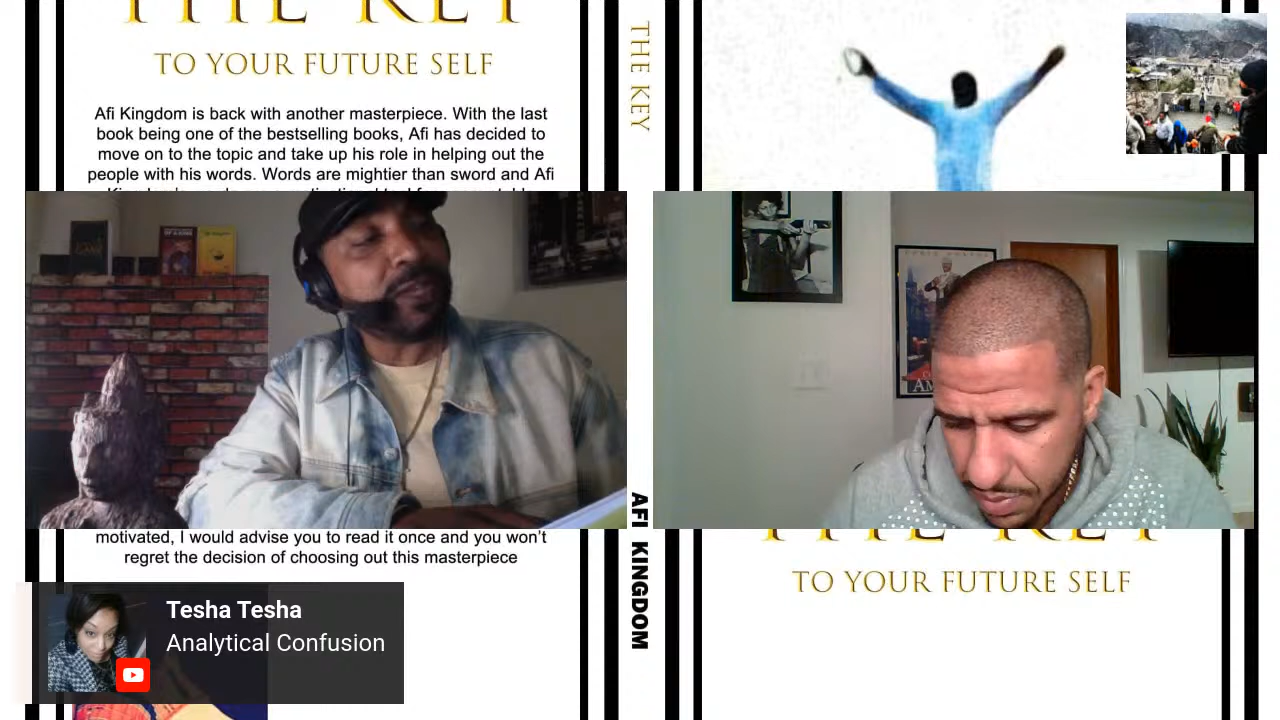 THE KEY
TO YOUR FUTURE SELF
Afi Kingdom is back with another masterpiece. With the last
book being one of the bestselling books, Afi has decided to
move on to the topic and take up his role in helping out the
people with his words. Words are mightier than sword and Afi
motivated, I would advise you to read it once and you won't
regret the decision of choosing out this masterpiece
THE KEY
AFI KINGDOM
THE KEY
TO YOUR FUTURE SELF
Tesha Tesha
Analytical Confusion